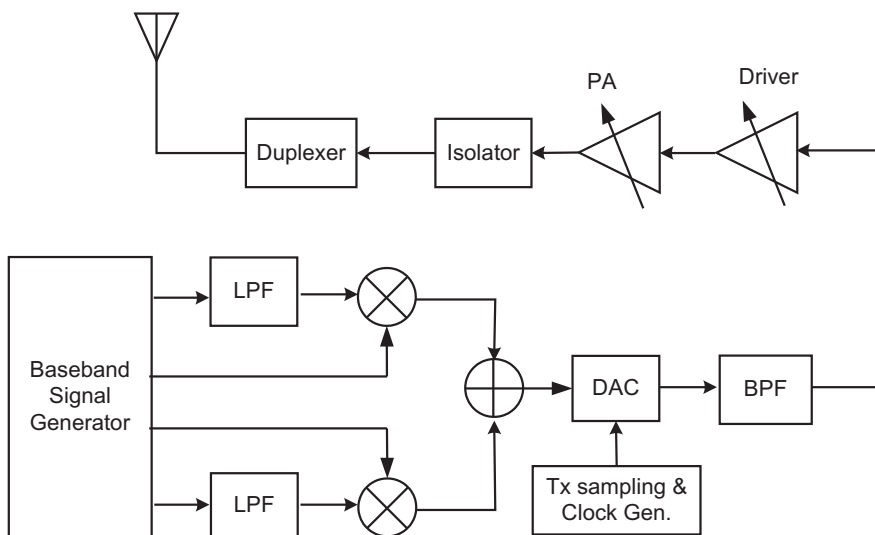 PA
Driver
Duplexer
Isolator
LPF
Baseband
Signal
Generator
DAC
BPF
LPF
Tx sampling &
Clock Gen.